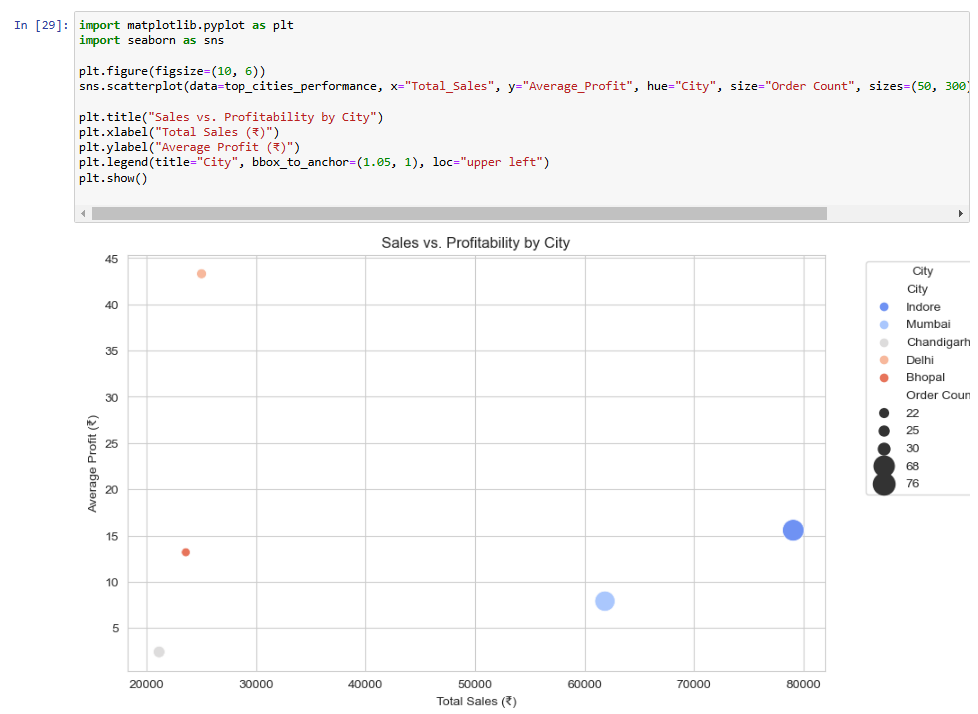 In [29]:
import matplotlib.pyplot as plt
import seaborn as sns
plt.figure(figsize=(10, 6))
sns.scatterplot(data=top_cities_performance, x="Total_Sales", y="Average_Profit", hue="City", size="Order Count", sizes=(50, 300)
plt.title("Sales vs. Profitability by City")
plt.xlabel("Total Sales (₹)")
plt.ylabel("Average Profit (₹)")
plt.legend(title="City", bbox_to_anchor=(1.05, 1), loc="upper left")
plt.show()
Sales vs. Profitability by City
45
40
35
30
25
20
15
10
5
Average Profit (₹)
20000
30000
40000
50000
60000
70000
80000
Total Sales (₹)
City
City
Indore
Mumbai
Chandigarh
Delhi
Bhopal
Order Coun
22
25
30
68
76